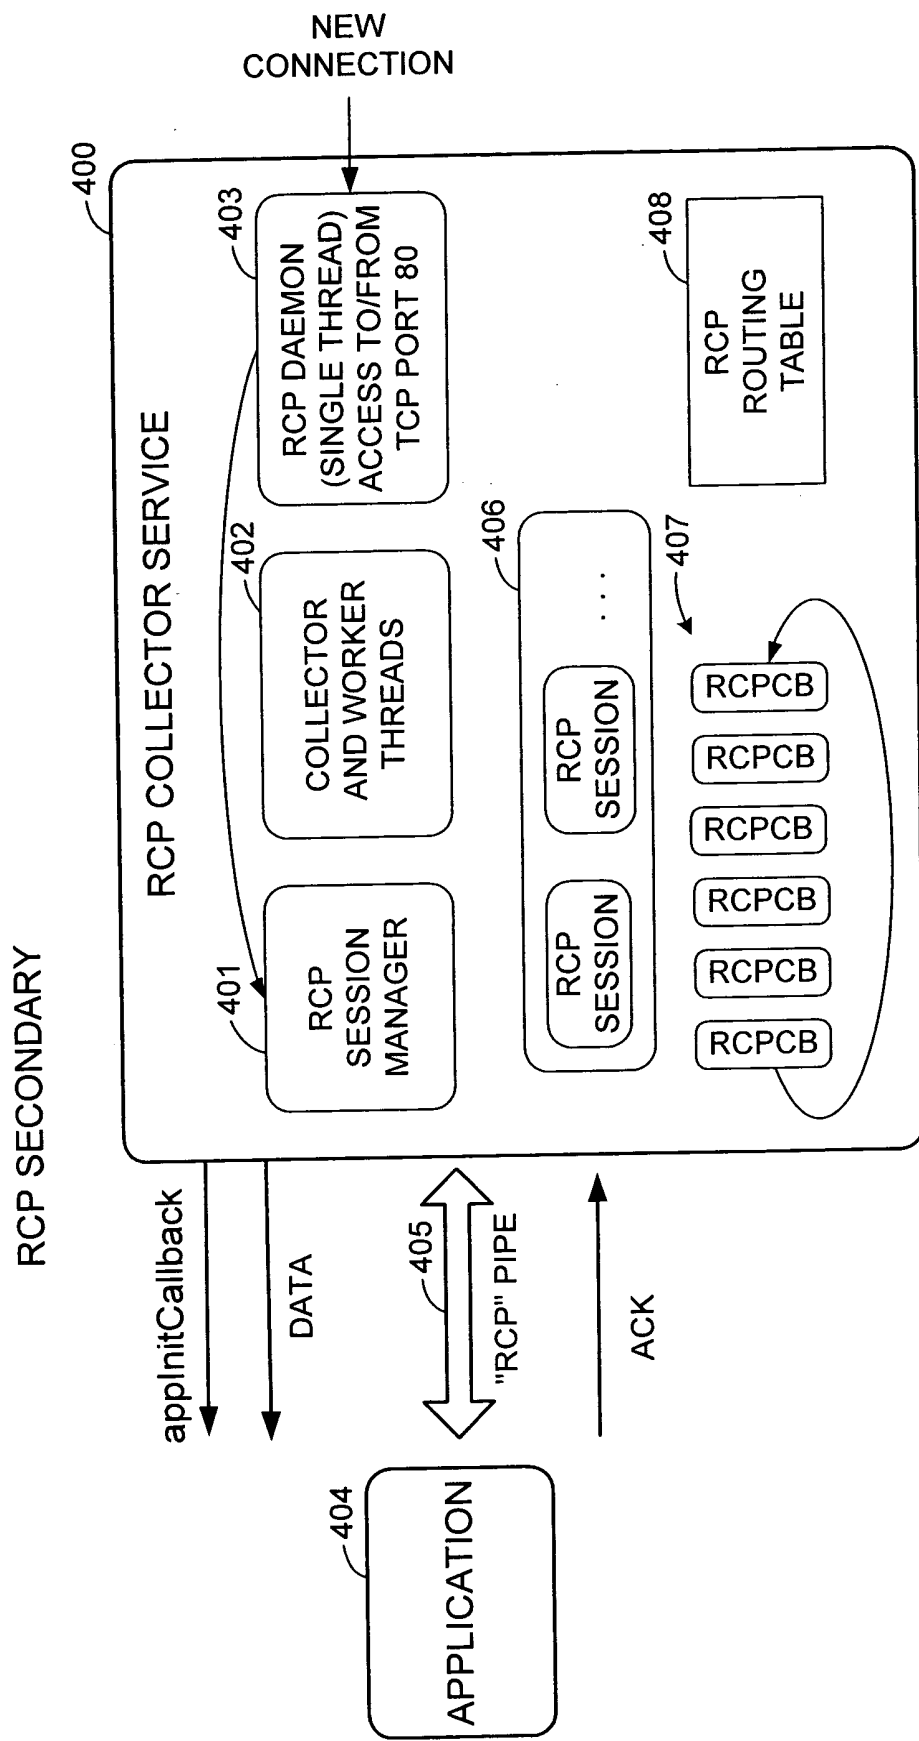 RCP SECONDARY
RCP COLLECTOR SERVICE
400
NEW
CONNECTION
appInitCallback
DATA
405
"RCP" PIPE
ACK
404
APPLICATION
401
RCP
SESSION
MANAGER
402
COLLECTOR
AND WORKER
THREADS
403
RCP DAEMON
(SINGLE THREAD)
ACCESS TO/FROM
TCP PORT 80
406
RCP
SESSION
RCP
SESSION
. . .
407
RCPCB
RCPCB
RCPCB
RCPCB
RCPCB
RCPCB
408
RCP
ROUTING
TABLE